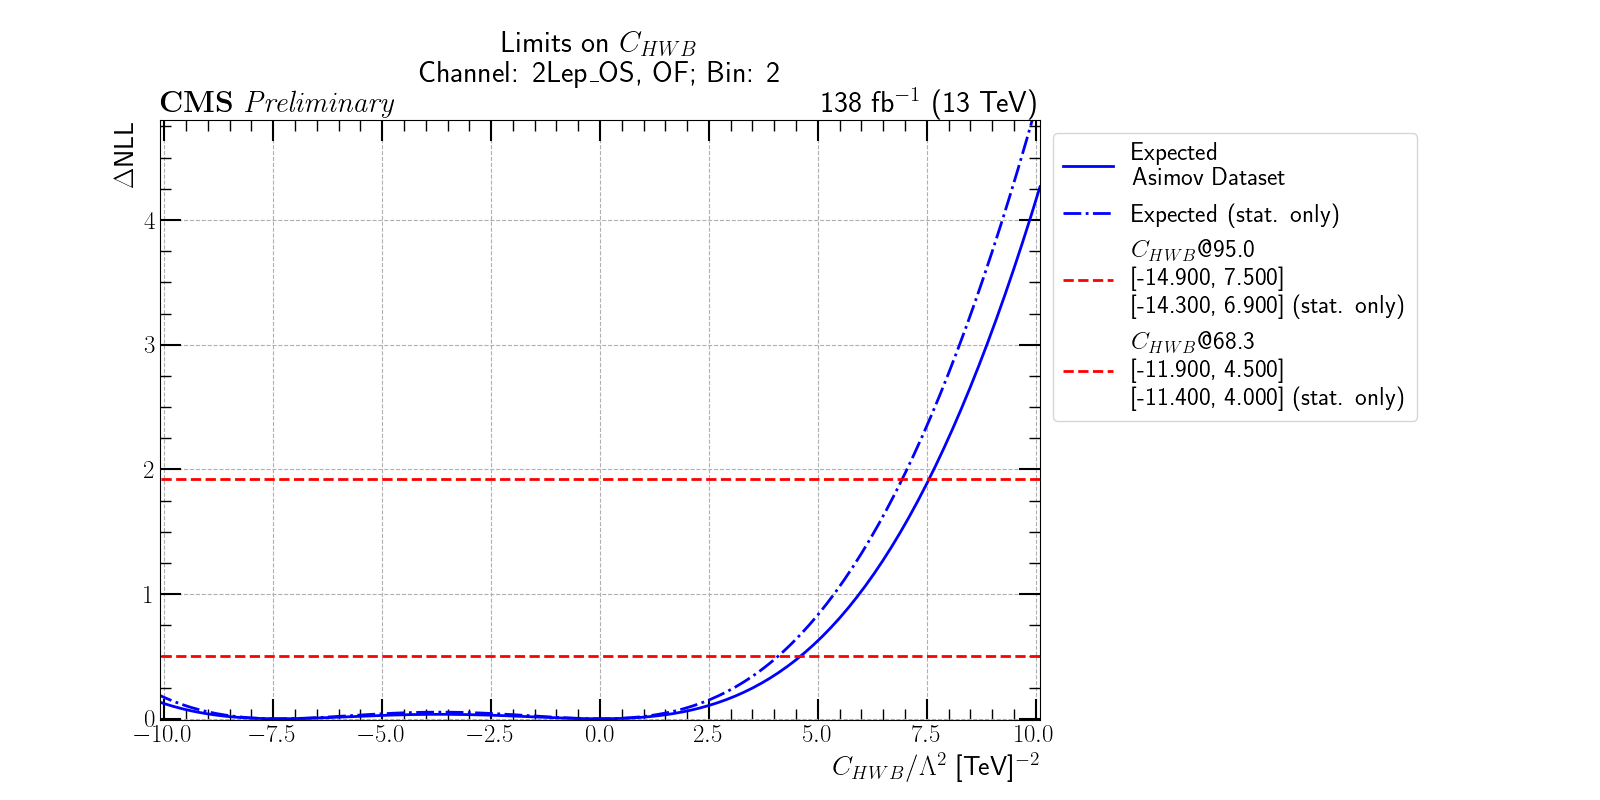 Limits on C_{HWB}
Channel: 2Lep_OS, OF; Bin: 2
CMS Preliminary
138 fb^{-1} (13 TeV)
ΔNLL
4
3
2
1
0
−10.0
−7.5
−5.0
−2.5
0.0
2.5
5.0
7.5
10.0
C_{HWB}/Λ^2 [TeV]^{-2}
Expected
Asimov Dataset
Expected (stat. only)
C_{HWB}@95.0
[-14.900, 7.500]
[-14.300, 6.900] (stat. only)
C_{HWB}@68.3
[-11.900, 4.500]
[-11.400, 4.000] (stat. only)